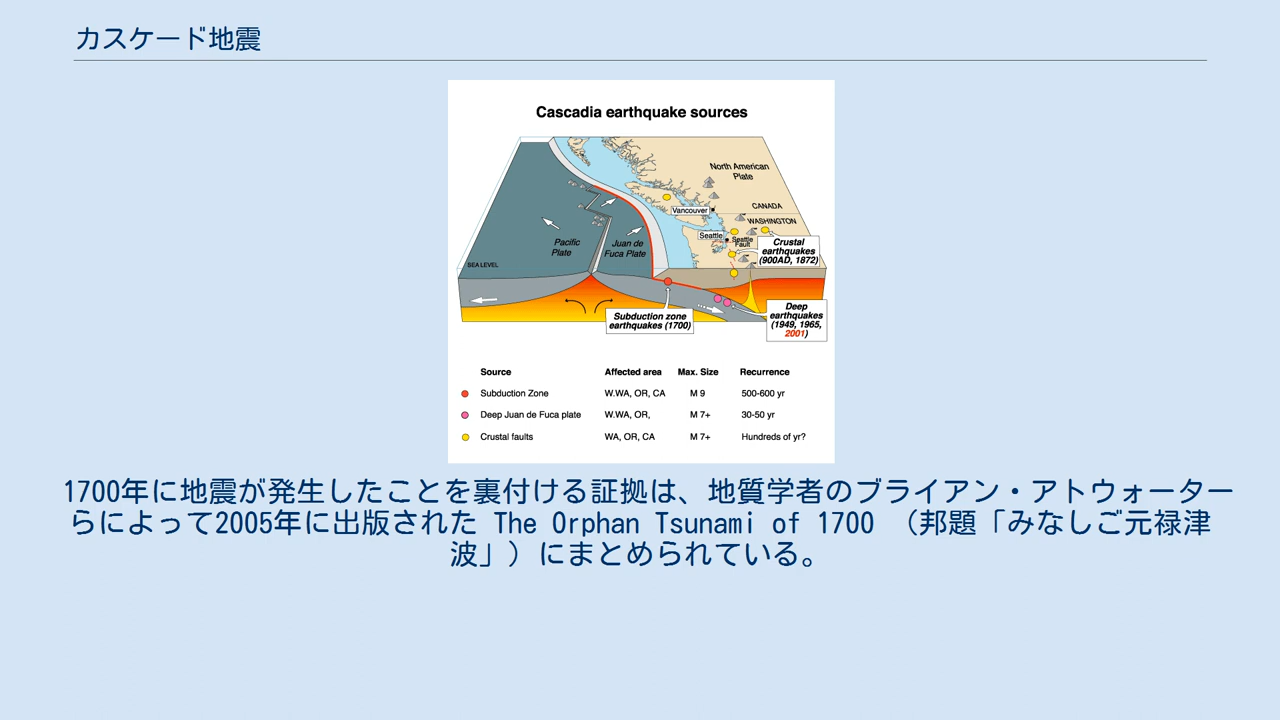 カスケード地震
Cascadia earthquake sources
North American
Plate
CANADA
Vancouver
WASHINGTON
Seattle
Seattle
Fault
Pacific
Plate
Juan de
Fuca Plate
Crustal
earthquakes
(900AD, 1872)
SEA LEVEL
Subduction zone
earthquakes (1700)
Deep
earthquakes
(1949, 1965,
2001)
Source Affected area Max. Size Recurrence
Subduction Zone W.WA, OR, CA M 9 500-600 yr
Deep Juan de Fuca plate W.WA, OR, M 7+ 30-50 yr
Crustal faults WA, OR, CA M 7+ Hundreds of yr?
1700年に地震が発生したことを裏付ける証拠は、地質学者のブライアン・アトウォーター
らによって2005年に出版された The Orphan Tsunami of 1700 （邦題「みなしご元禄津
波」）にまとめられている。